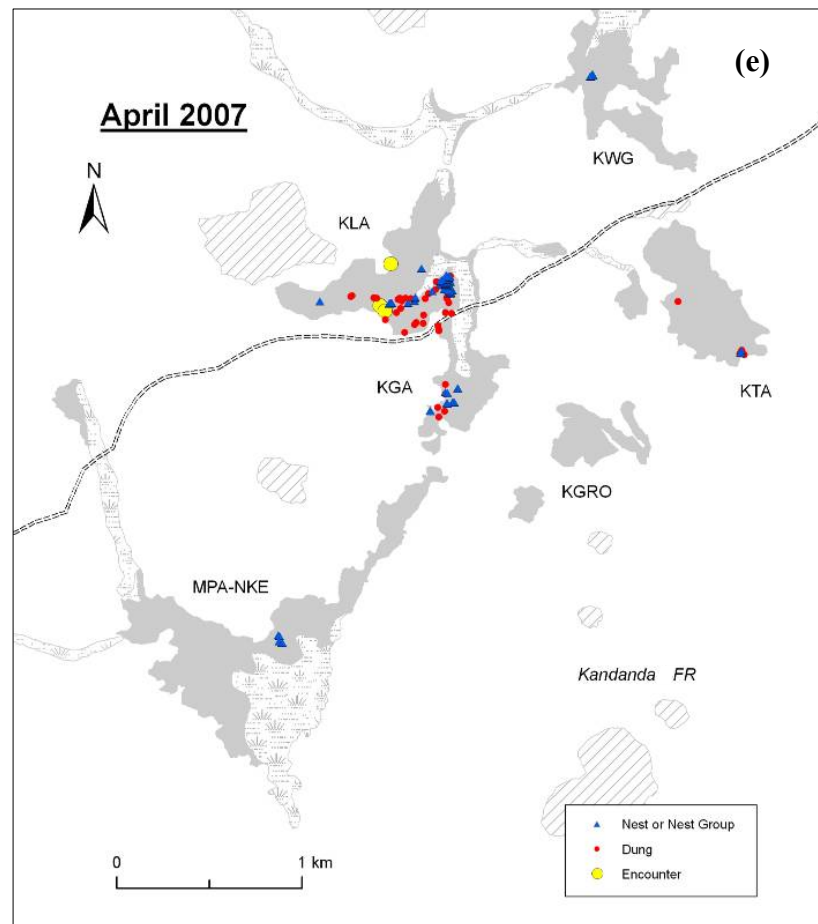 (e)
April 2007
N
KWG
KLA
KGA
KTA
KGRO
MPA-NKE
Kandanda FR
Nest or Nest Group
Dung
Encounter
0 1 km